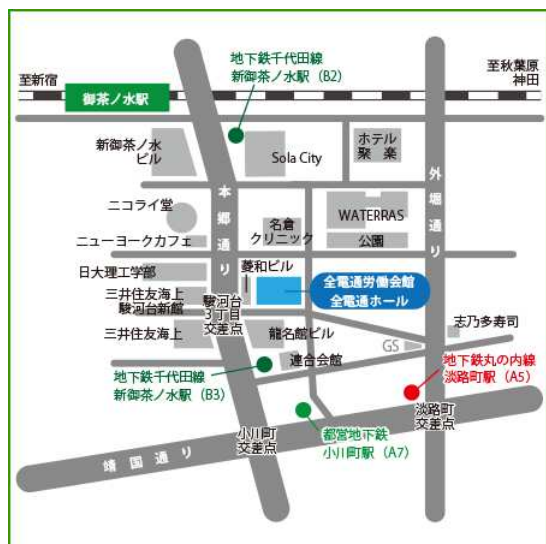 地下鉄千代田線
新御茶ノ水駅（B2）
至新宿
至秋葉原
神田
御茶ノ水駅
新御茶ノ水
ビル
Sola City
ホテル
聚楽
外堀通り
本郷通り
ニコライ堂
名倉
クリニック
WATERRAS
公園
ニューヨークカフェ
菱和ビル
日大理工学部
全電通労働会館
全電通ホール
三井住友海上
駿河台新館
駿河台
3丁目
交差点
三井住友海上
龍名館ビル
志乃多寿司
GS
連合会館
地下鉄千代田線
新御茶ノ水駅（B3）
地下鉄丸の内線
淡路町駅（A5）
淡路町
交差点
小川町
交差点
都営地下鉄
小川町駅（A7）
靖国通り